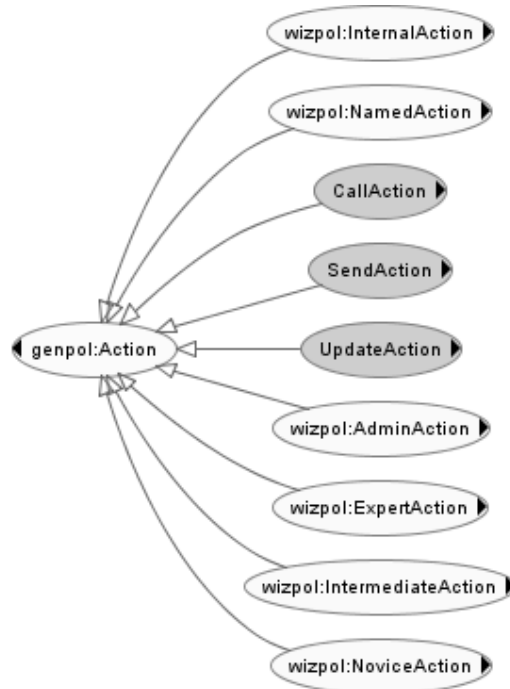 wizpol:InternalAction
wizpol:NamedAction
CallAction
SendAction
genpol:Action
UpdateAction
wizpol:AdminAction
wizpol:ExpertAction
wizpol:IntermediateAction
wizpol:NoviceAction